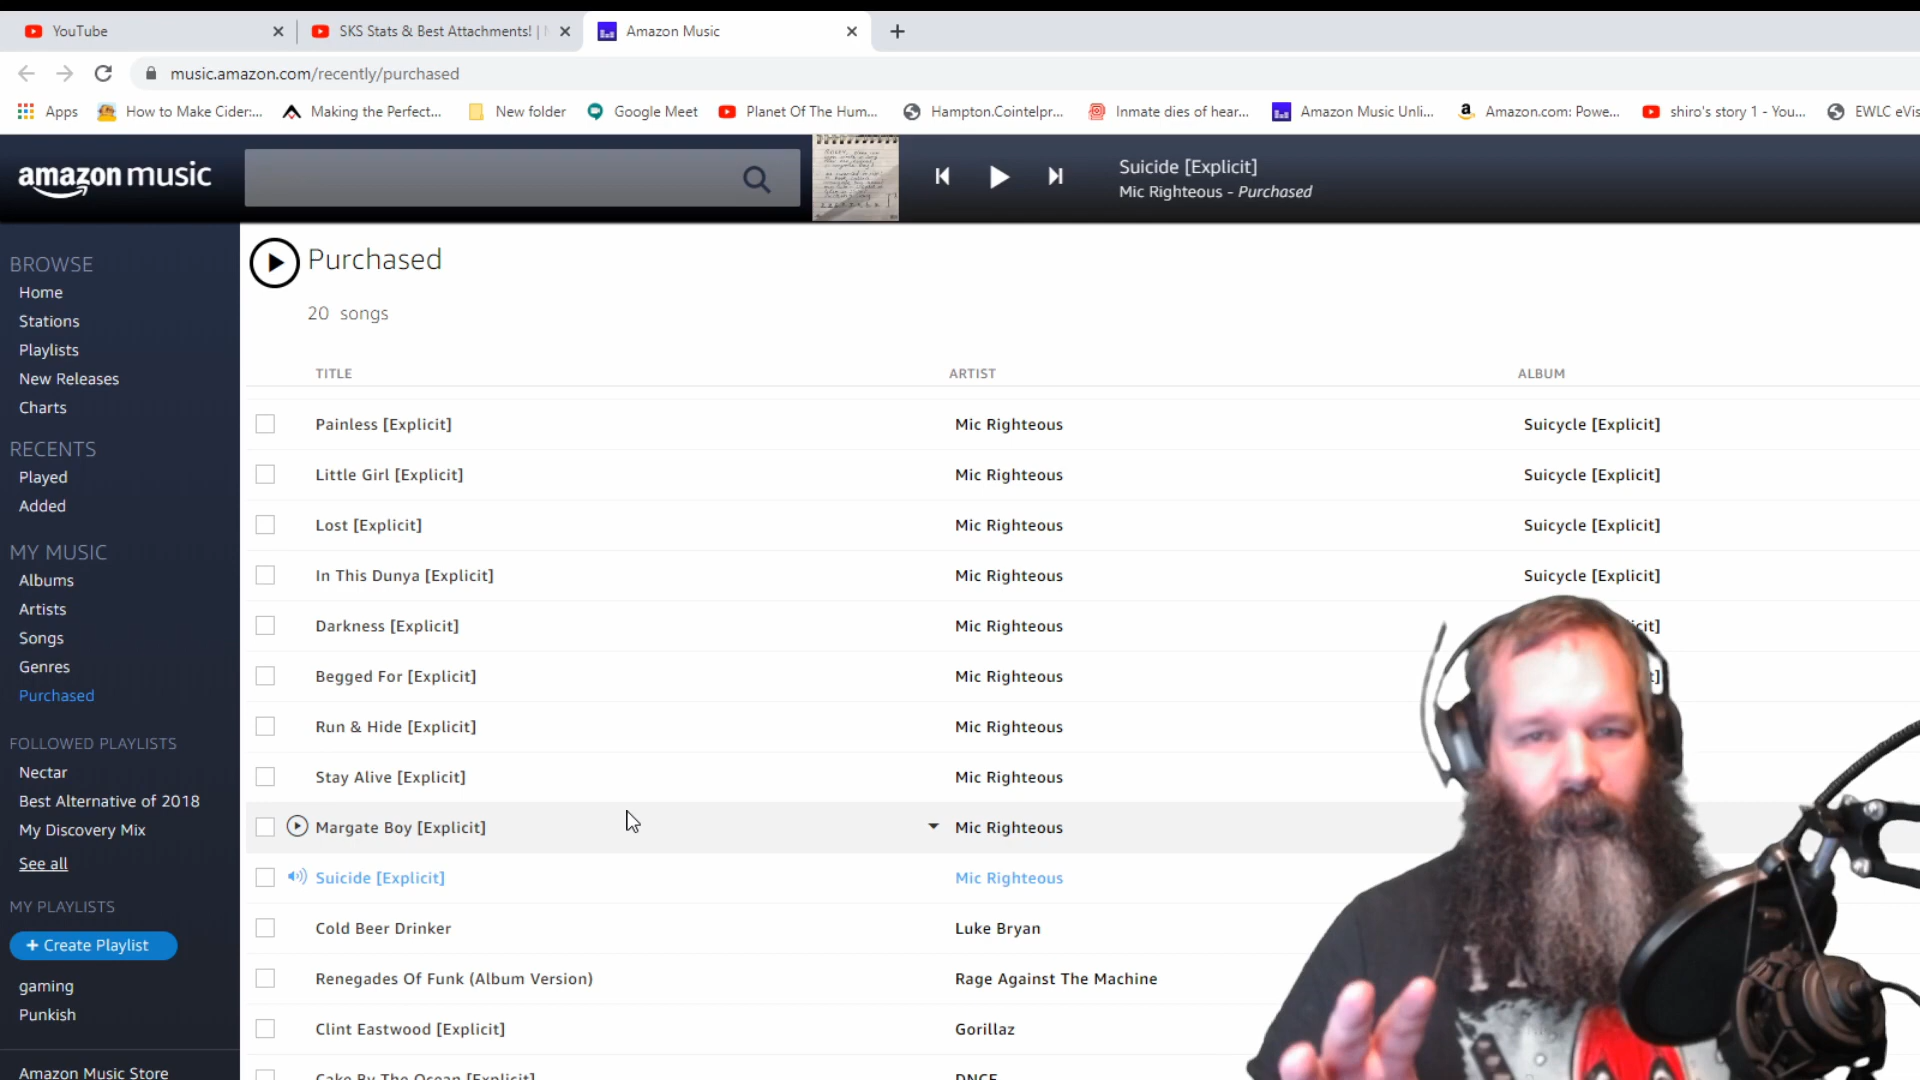 YouTube
SKS Stats & Best Attachments! |
Amazon Music
music.amazon.com/recently/purchased
Apps
How to Make Cider:...
Making the Perfect...
New folder
Google Meet
Planet Of The Hum...
Hampton.Cointelpr...
Inmate dies of hear...
Amazon Music Unli...
Amazon.com: Powe...
shiro's story 1 - You...
EWLC eVis
amazon music
Suicide [Explicit]
Mic Righteous - Purchased
BROWSE
Home
Stations
Playlists
New Releases
Charts
RECENTS
Played
Added
MY MUSIC
Albums
Artists
Songs
Genres
Purchased
FOLLOWED PLAYLISTS
Nectar
Best Alternative of 2018
My Discovery Mix
See all
MY PLAYLISTS
+ Create Playlist
gaming
Punkish
Amazon Music Store
Purchased
20 songs
TITLE ARTIST ALBUM
Painless [Explicit] Mic Righteous Suicycle [Explicit]
Little Girl [Explicit] Mic Righteous Suicycle [Explicit]
Lost [Explicit] Mic Righteous Suicycle [Explicit]
In This Dunya [Explicit] Mic Righteous Suicycle [Explicit]
Darkness [Explicit] Mic Righteous icit]
Begged For [Explicit] Mic Righteous t]
Run & Hide [Explicit] Mic Righteous
Stay Alive [Explicit] Mic Righteous
Margate Boy [Explicit] Mic Righteous
Suicide [Explicit] Mic Righteous
Cold Beer Drinker Luke Bryan
Renegades Of Funk (Album Version) Rage Against The Machine
Clint Eastwood [Explicit] Gorillaz
Cake By The Ocean [Explicit] DNCE